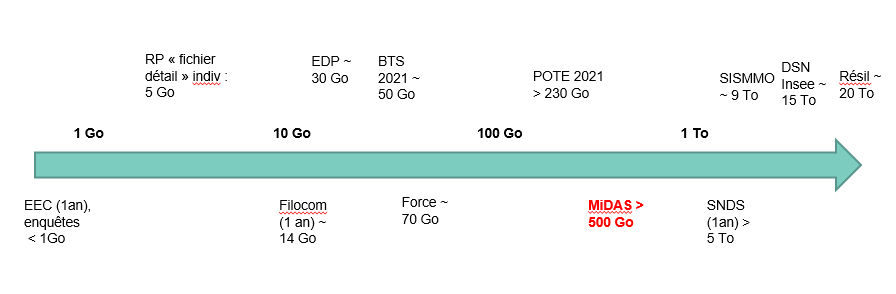 RP « fichier
détail » indiv :
5 Go
EDP ~
30 Go
BTS
2021 ~
50 Go
POTE 2021
> 230 Go
SISMMO
~ 9 To
DSN
Insee ~
15 To
Résil ~
20 To
1 Go
10 Go
100 Go
1 To
EEC (1an),
enquêtes
< 1Go
Filocom
(1 an) ~
14 Go
Force ~
70 Go
MiDAS >
500 Go
SNDS
(1an) >
5 To